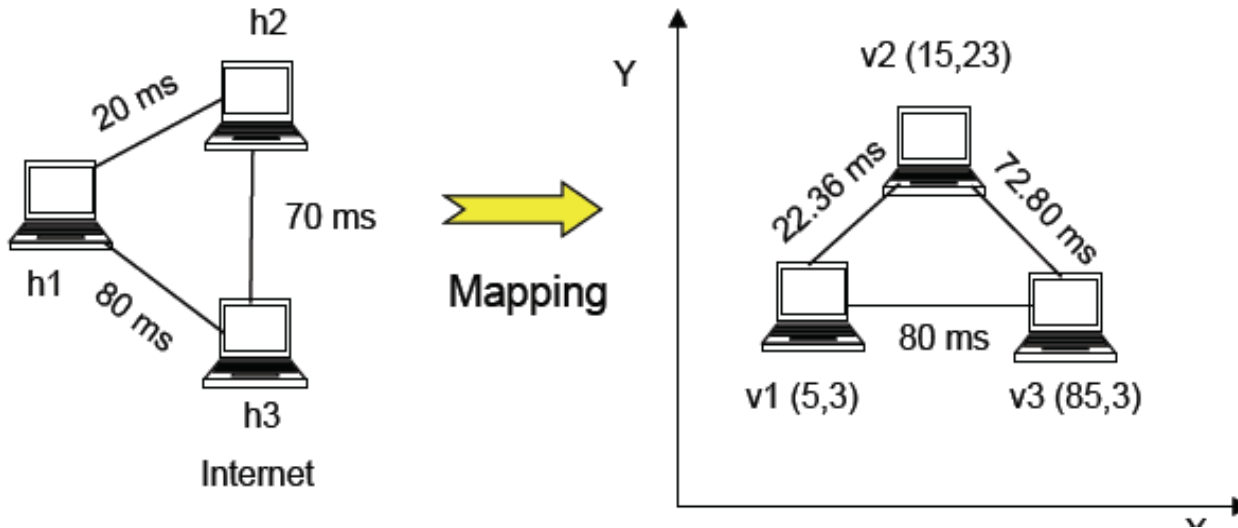 h2
20 ms
70 ms
h1
80 ms
h3
Internet
Mapping
Y
v2 (15,23)
22.36 ms
72.80 ms
80 ms
v1 (5,3)
v3 (85,3)
X